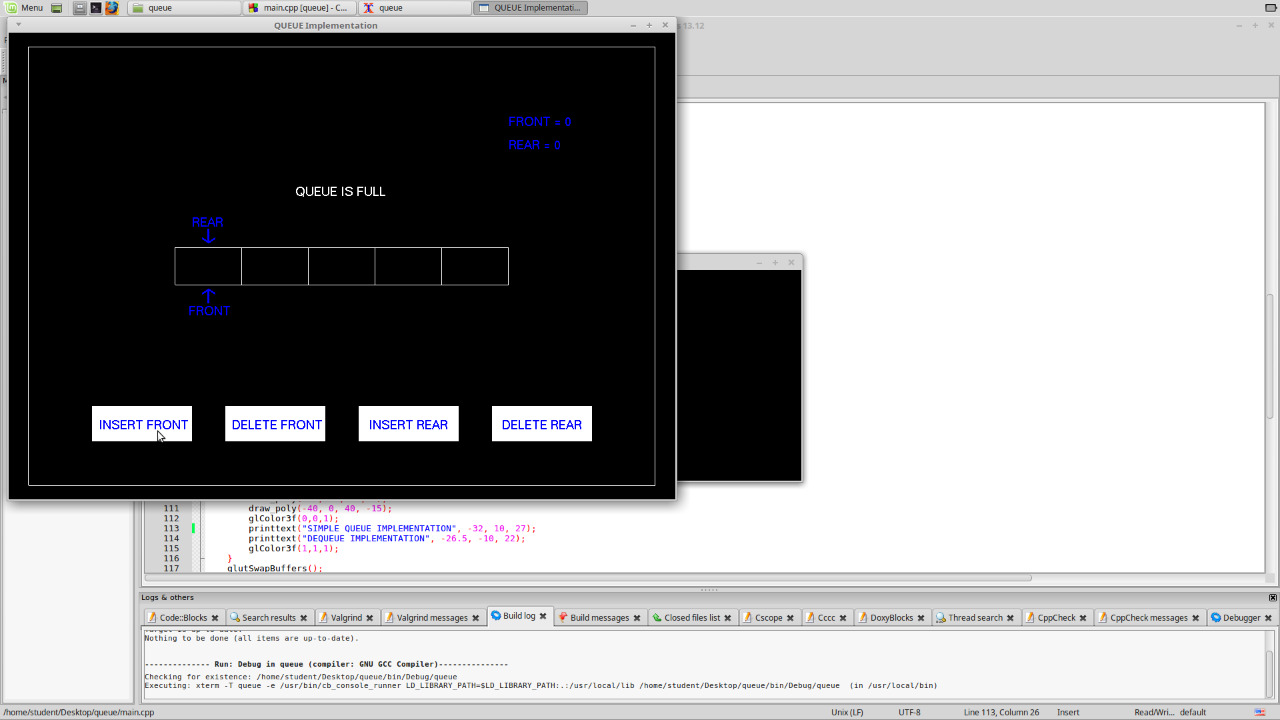 Menu
queue
main.cpp [queue] - C...
queue
QUEUE Implementati...
QUEUE Implementation
s 13.12
FRONT = 0
REAR = 0
QUEUE IS FULL
REAR
FRONT
INSERT FRONT
DELETE FRONT
INSERT REAR
DELETE REAR
111 draw_poly(-40, 0, 40, -15);
112 glColor3f(0,0,1);
113 printtext("SIMPLE QUEUE IMPLEMENTATION", -32, 10, 27);
114 printtext("DEQUEUE IMPLEMENTATION", -26.5, -10, 22);
115 glColor3f(1,1,1);
116 }
117 glutSwapBuffers();
Logs & others
Code::Blocks
Search results
Valgrind
Valgrind messages
Build log
Build messages
Closed files list
Cscope
Cccc
DoxyBlocks
Thread search
CppCheck
CppCheck messages
Debugger
Nothing to be done (all items are up-to-date).
-------------- Run: Debug in queue (compiler: GNU GCC Compiler)---------------
Checking for existence: /home/student/Desktop/queue/bin/Debug/queue
Executing: xterm -T queue -e /usr/bin/cb_console_runner LD_LIBRARY_PATH=$LD_LIBRARY_PATH:.:/usr/local/lib /home/student/Desktop/queue/bin/Debug/queue (in /usr/local/bin)
/home/student/Desktop/queue/main.cpp
Unix (LF)
UTF-8
Line 113, Column 26
Insert
Read/Wri...
default